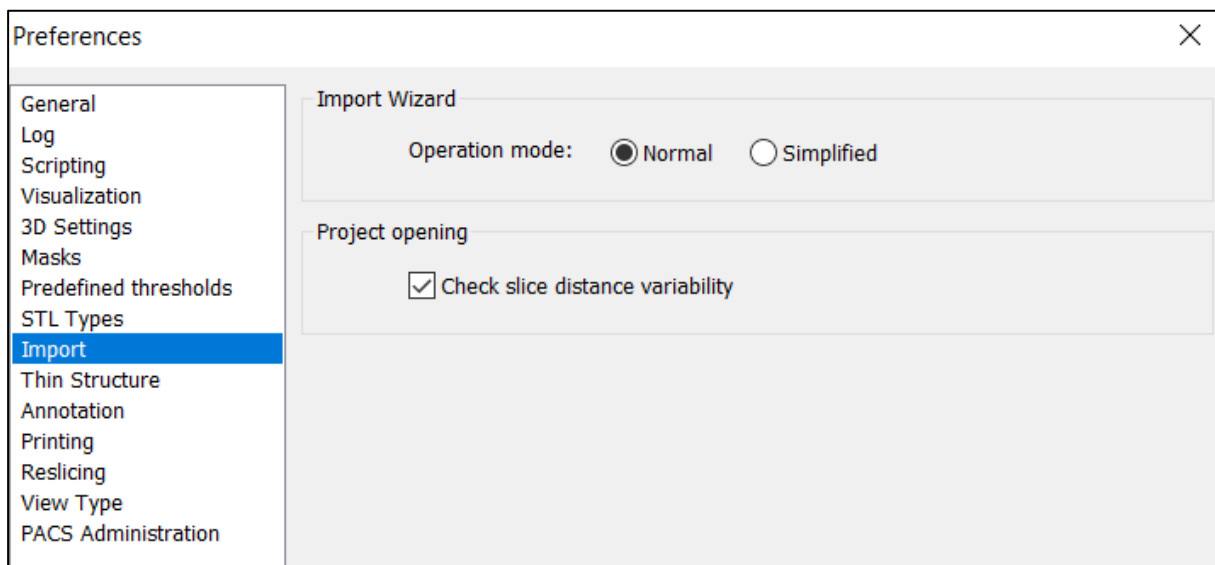 Preferences
General
Log
Scripting
Visualization
3D Settings
Masks
Predefined thresholds
STL Types
Import
Thin Structure
Annotation
Printing
Reslicing
View Type
PACS Administration
Import Wizard
Operation mode: Normal Simplified
Project opening
Check slice distance variability